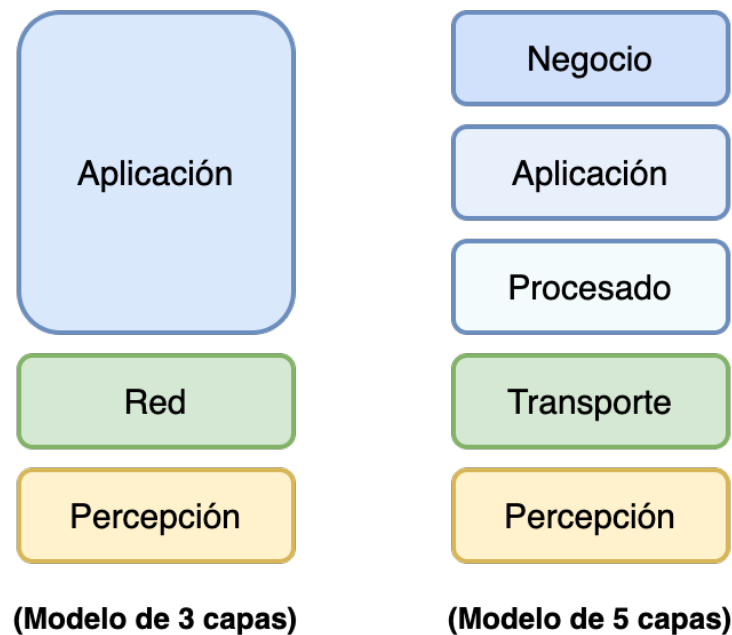 Aplicación
Red
Percepción
(Modelo de 3 capas)
Negocio
Aplicación
Procesado
Transporte
Percepción
(Modelo de 5 capas)